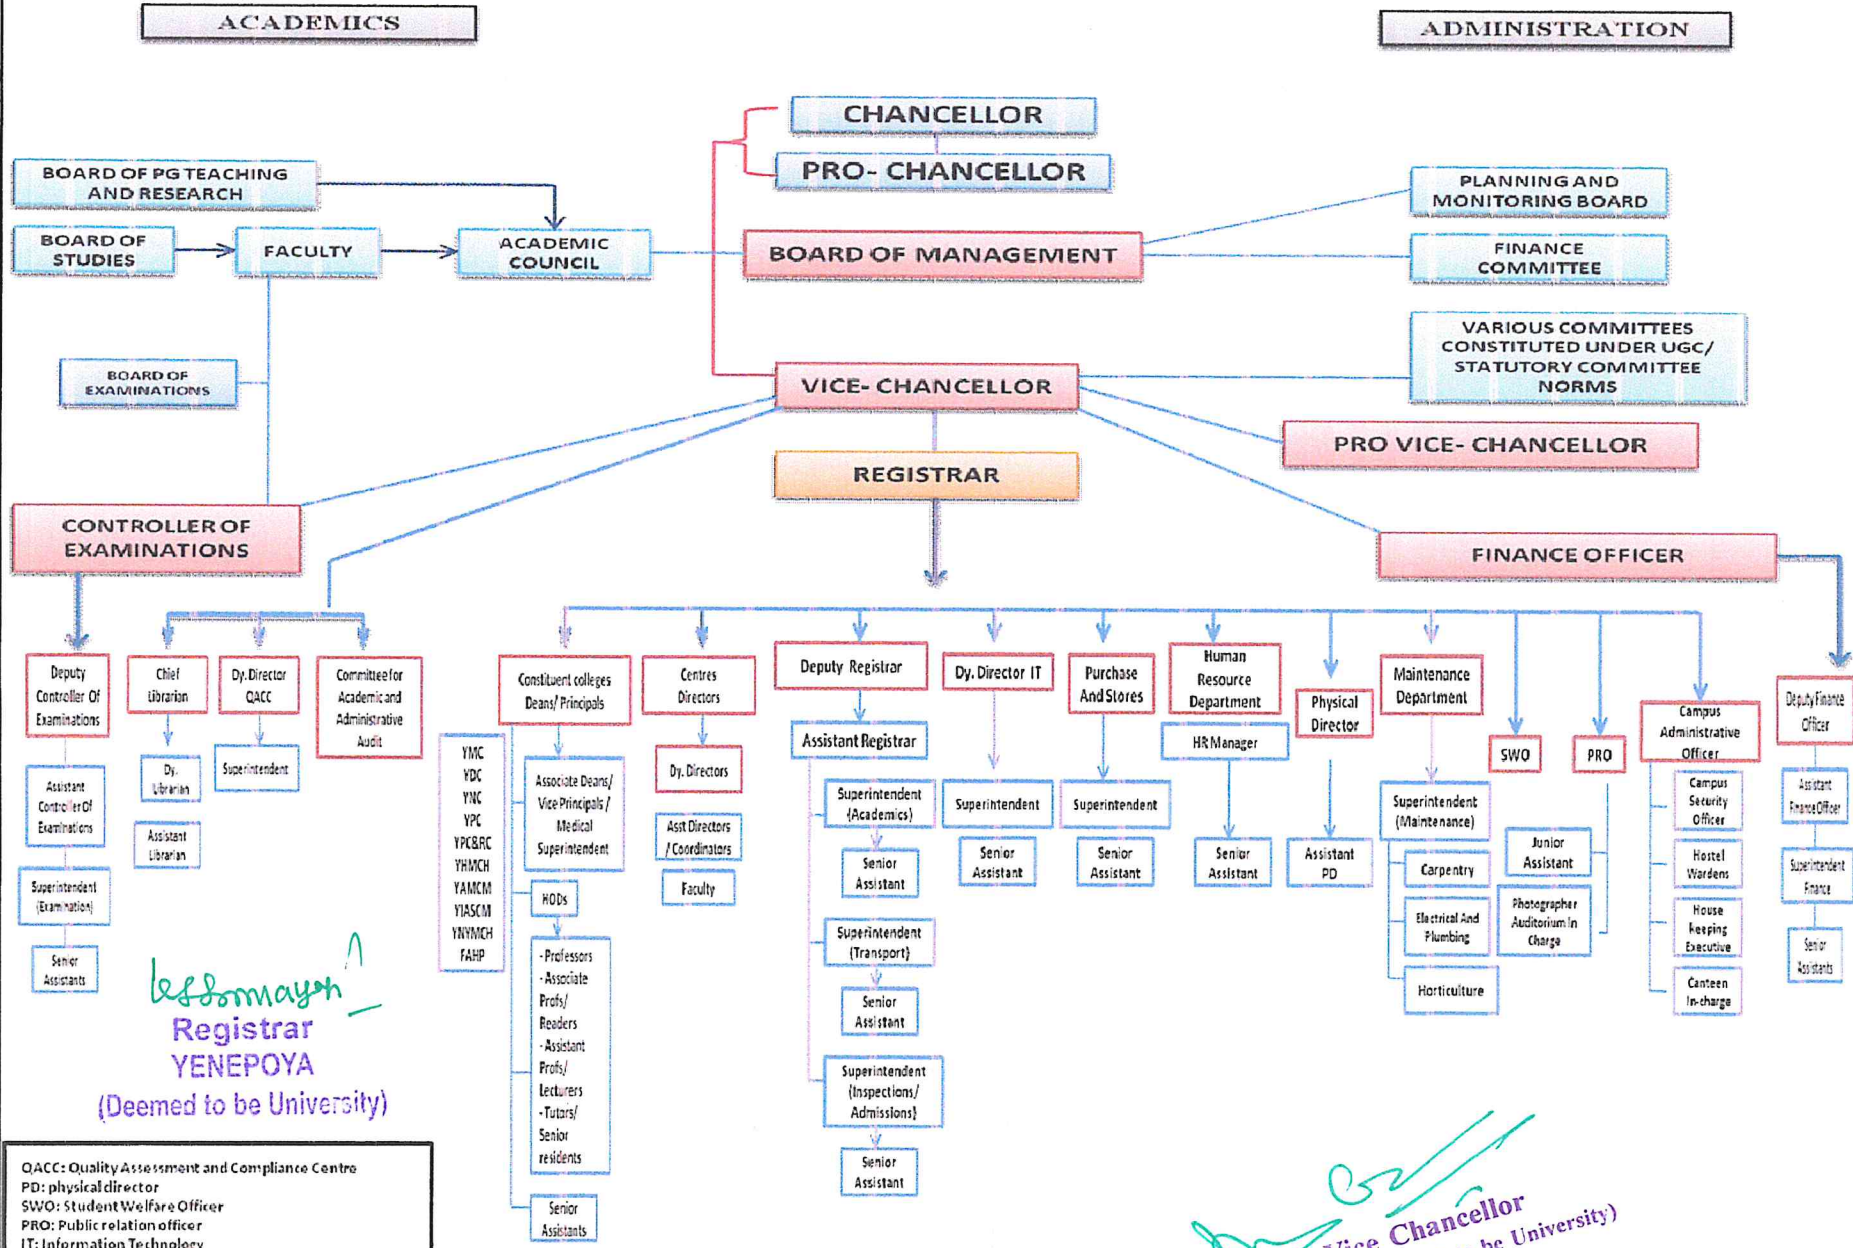 ACADEMICS
ADMINISTRATION
CHANCELLOR
PRO- CHANCELLOR
BOARD OF PG TEACHING
AND RESEARCH
BOARD OF
STUDIES
FACULTY
ACADEMIC
COUNCIL
BOARD OF MANAGEMENT
PLANNING AND
MONITORING BOARD
FINANCE
COMMITTEE
VARIOUS COMMITTEES
CONSTITUTED UNDER UGC/
STATUTORY COMMITTEE
NORMS
BOARD OF
EXAMINATIONS
VICE- CHANCELLOR
PRO VICE- CHANCELLOR
REGISTRAR
CONTROLLER OF
EXAMINATIONS
FINANCE OFFICER
Deputy
Controller Of
Examinations
Assistant
Controller Of
Examinations
Superintendent
(Examination)
Senior
Assistants
Chief
Librarian
Dy.
Librarian
Assistant
Librarian
Dy. Director
QACC
Superintendent
Committee for
Academic and
Administrative
Audit
Constituent colleges
Deans/ Principals
YMC
YDC
YNC
YPC
YPC&RC
YHMCH
YAMCM
YIASCM
YNYMCH
FAHP
Associate Deans/
Vice Principals /
Medical
Superintendent
HODs
- Professors
- Associate
Profs/
Readers
- Assistant
Profs/
Lecturers
- Tutors/
Senior
residents
Senior
Assistants
Centres
Directors
Dy. Directors
Asst Directors
/ Coordinators
Faculty
Deputy Registrar
Assistant Registrar
Superintendent
(Academics)
Senior
Assistant
Superintendent
(Transport)
Senior
Assistant
Superintendent
(Inspections/
Admissions)
Senior
Assistant
Dy. Director IT
Superintendent
Senior
Assistant
Purchase
And Stores
Superintendent
Senior
Assistant
Human
Resource
Department
HR Manager
Senior
Assistant
Physical
Director
Assistant
PD
Maintenance
Department
Superintendent
(Maintenance)
Carpentry
Electrical And
Plumbing
Horticulture
SWO
PRO
Junior
Assistant
Photographer
Auditorium In
Charge
Campus
Administrative
Officer
Campus
Security
Officer
Hostel
Wardens
House
keeping
Executive
Canteen
In-charge
Deputy Finance
Officer
Assistant
Finance Officer
Superintendent
Finance
Senior
Assistants
Registrar
YENEPOYA
(Deemed to be University)
QACC: Quality Assessment and Compliance Centre
PD: physical director
SWO: Student Welfare Officer
PRO: Public relation officer
IT: Information Technology
Vice Chancellor
be University)